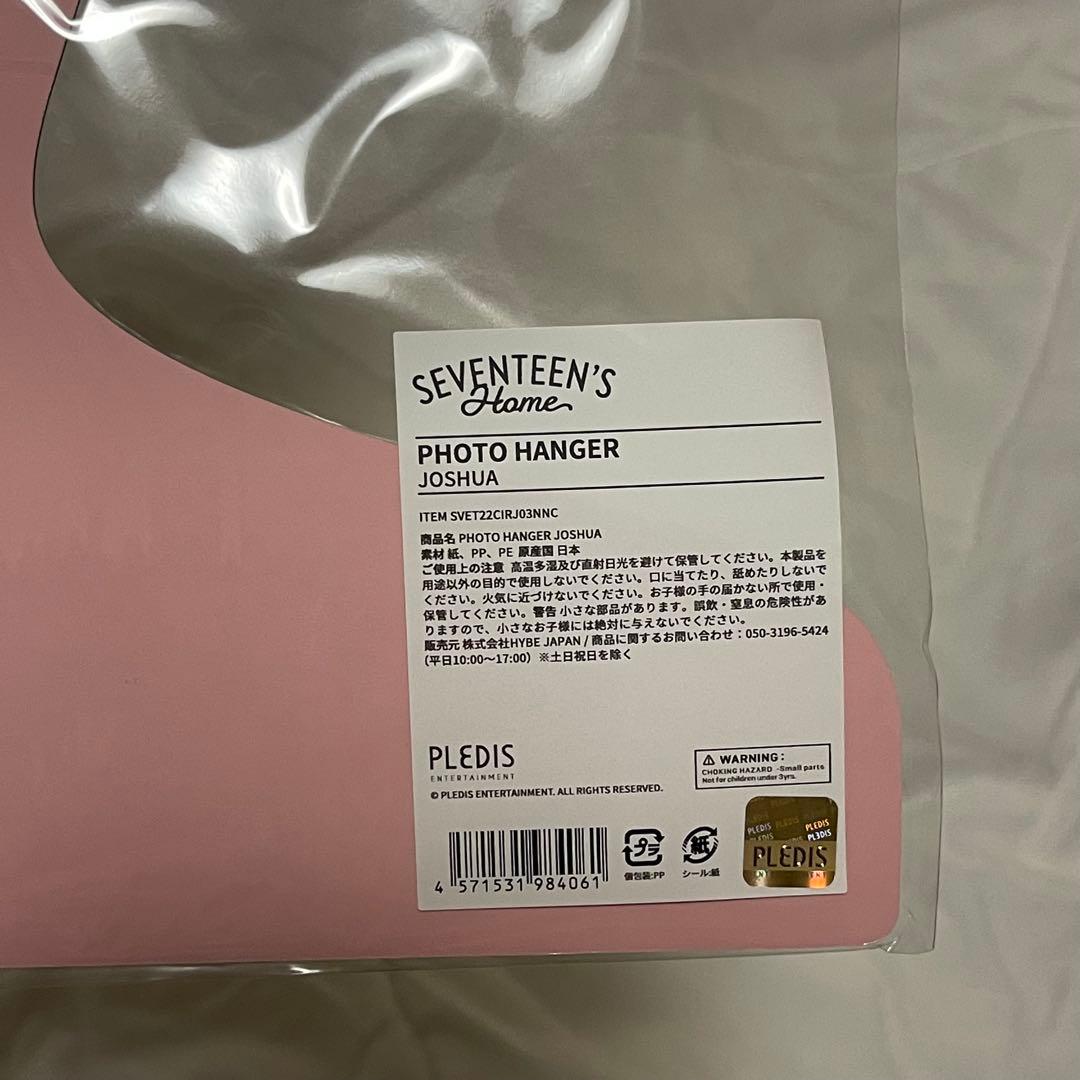 SEVENTEEN'S
Home
PHOTO HANGER
JOSHUA
ITEM SVET22CIRJ03NNC
商品名 PHOTO HANGER JOSHUA
素材 紙、PP、PE 原産国 日本
ご使用上の注意 高温多湿及び直射日光を避けて保管してください。本製品を
用途以外の目的で使用しないでください。口に当てたり、舐めたりしないで
ください。火気に近づけないでください。お子様の手の届かない所で使用・
保管してください。警告 小さな部品があります。誤飲・窒息の危険性があ
りますので、小さなお子様には絶対に与えないでください。
販売元 株式会社HYBE JAPAN / 商品に関するお問い合わせ：050-3196-5424
（平日10:00〜17:00）※土日祝日を除く
PLEDIS
ENTERTAINMENT
© PLEDIS ENTERTAINMENT. ALL RIGHTS RESERVED.
⚠ WARNING :
CHOKING HAZARD -Small parts
Not for children under 3yrs.
4 571531 984061
プラ
個包装:PP
紙
シール:紙
PLEDIS PLEDIS PLEDIS
PLEDIS
PLEDIS